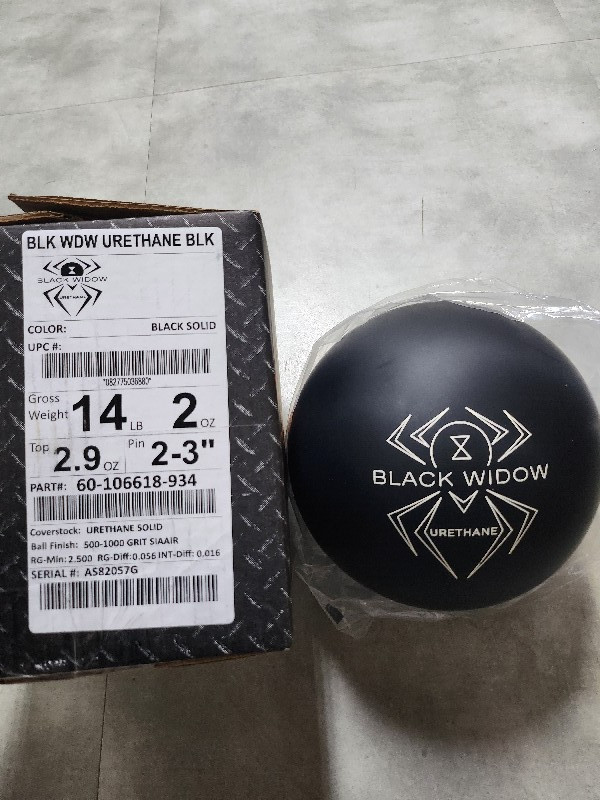 BLK WDW URETHANE BLK
BLACK WIDOW
URETHANE
COLOR: BLACK SOLID
UPC #:
*082775036880*
Gross Weight 14 LB 2 OZ
Top 2.9 OZ Pin 2-3"
PART#: 60-106618-934
Coverstock: URETHANE SOLID
Ball Finish: 500-1000 GRIT SIAAIR
RG-Min:2.500 RG-Diff:0.056 INT-Diff: 0.016
SERIAL #: A582057G
BLACK WIDOW
URETHANE